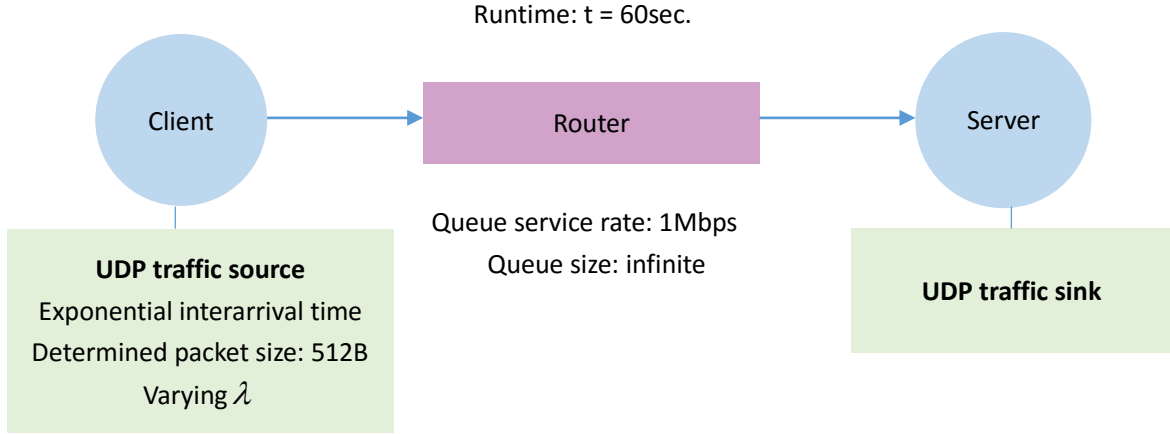 Runtime: t = 60sec.
Client
Router
Server
Queue service rate: 1Mbps
Queue size: infinite
UDP traffic source
Exponential interarrival time
Determined packet size: 512B
Varying λ
UDP traffic sink